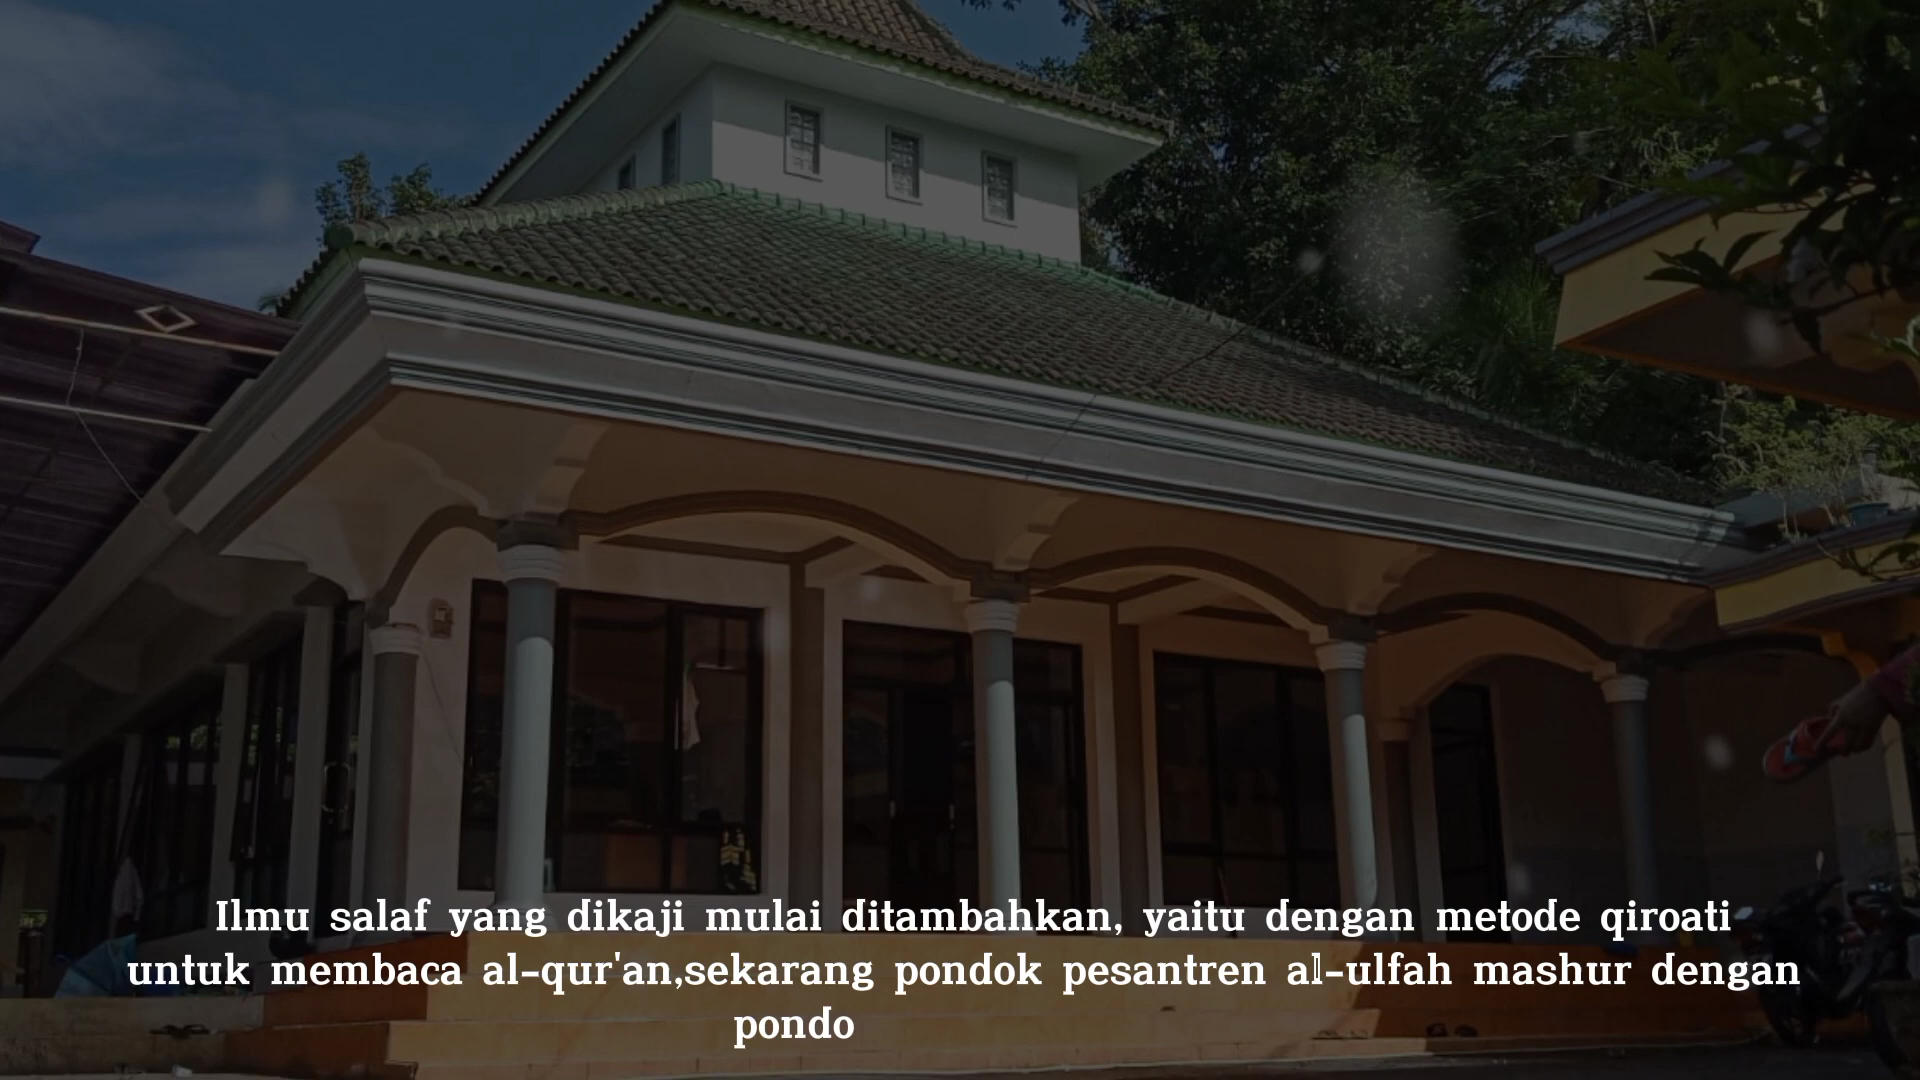 Ilmu salaf yang dikaji mulai ditambahkan, yaitu dengan metode qiroati
untuk membaca al-qur'an,sekarang pondok pesantren al-ulfah mashur dengan
pondo